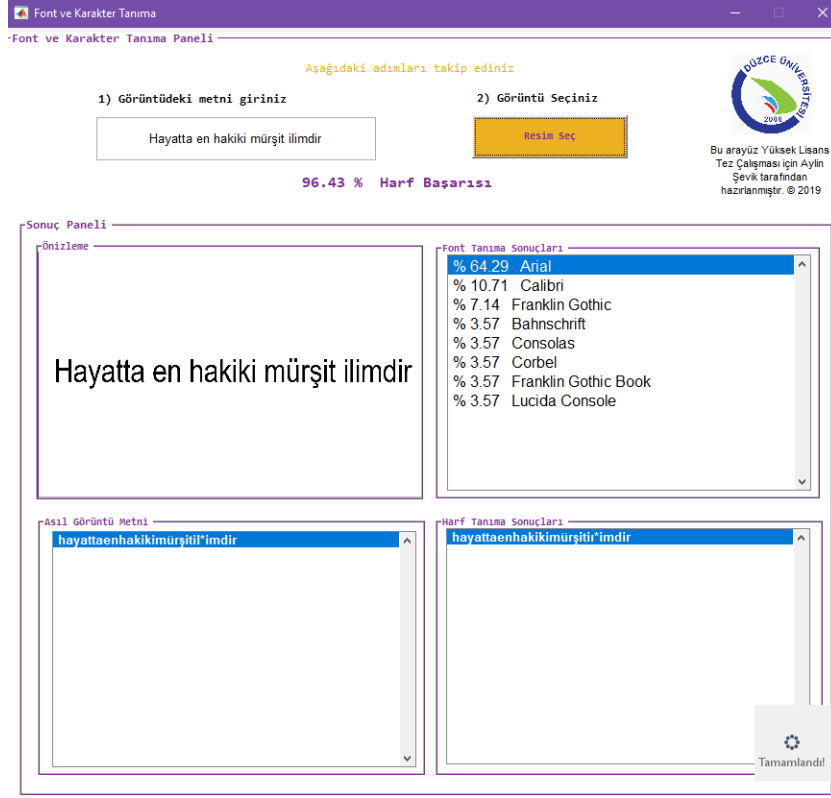 Font ve Karakter Tanıma
Font ve Karakter Tanıma Paneli
Aşağıdaki adımları takip ediniz
1) Görüntüdeki metni giriniz
2) Görüntü Seçiniz
Hayatta en hakiki mürşit ilimdir
Resim Seç
DÜZCE ÜNİVERSİTESİ
2006
Bu arayüz Yüksek Lisans
Tez Çalışması için Aylin
Şevik tarafından
hazırlanmıştır. © 2019
96.43 % Harf Başarısı
Sonuç Paneli
Önizleme
Hayatta en hakiki mürşit ilimdir
Font Tanıma Sonuçları
% 64.29 Arial
% 10.71 Calibri
% 7.14 Franklin Gothic
% 3.57 Bahnschrift
% 3.57 Consolas
% 3.57 Corbel
% 3.57 Franklin Gothic Book
% 3.57 Lucida Console
Asıl Görüntü Metni
hayattaenhakikimürşitil*imdir
Harf Tanıma Sonuçları
hayattaenhakikimürşitiı*imdir
Tamamlandı!